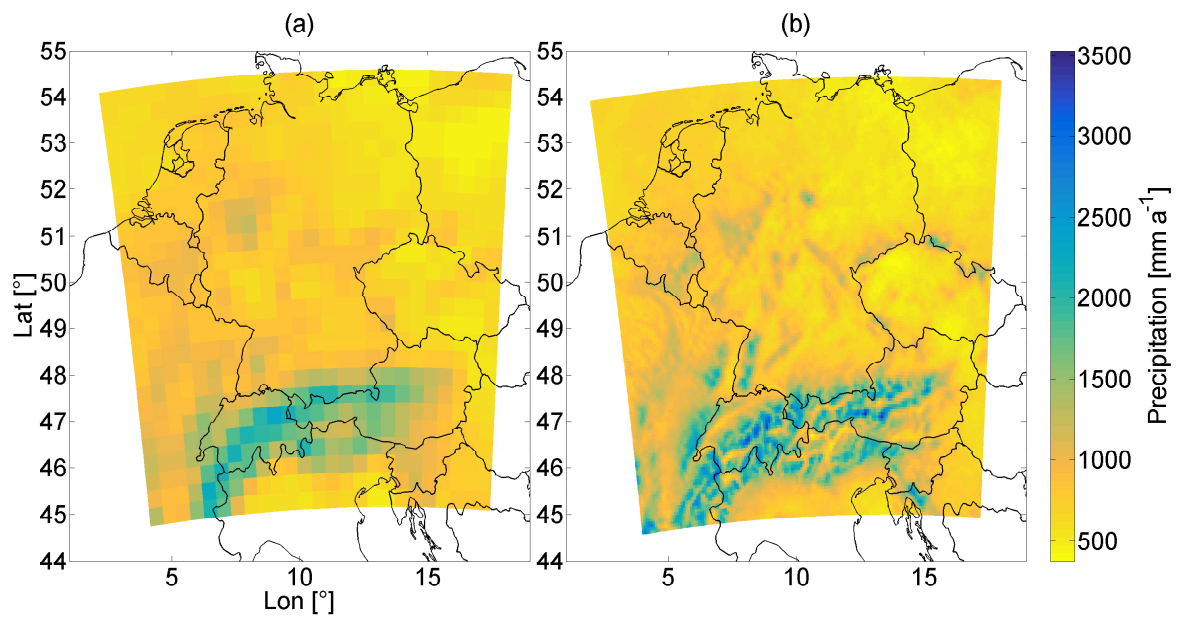 (a) (b)
55 55 3500
54 54
53 53 3000
52 52
51 51 2500
50 50 2000
49 49
48 48 1500
47 47
46 46 1000
45 45 500
44 44
5 10 15 5 10 15
Lat [°]
Lon [°]
Precipitation [mm a-1]